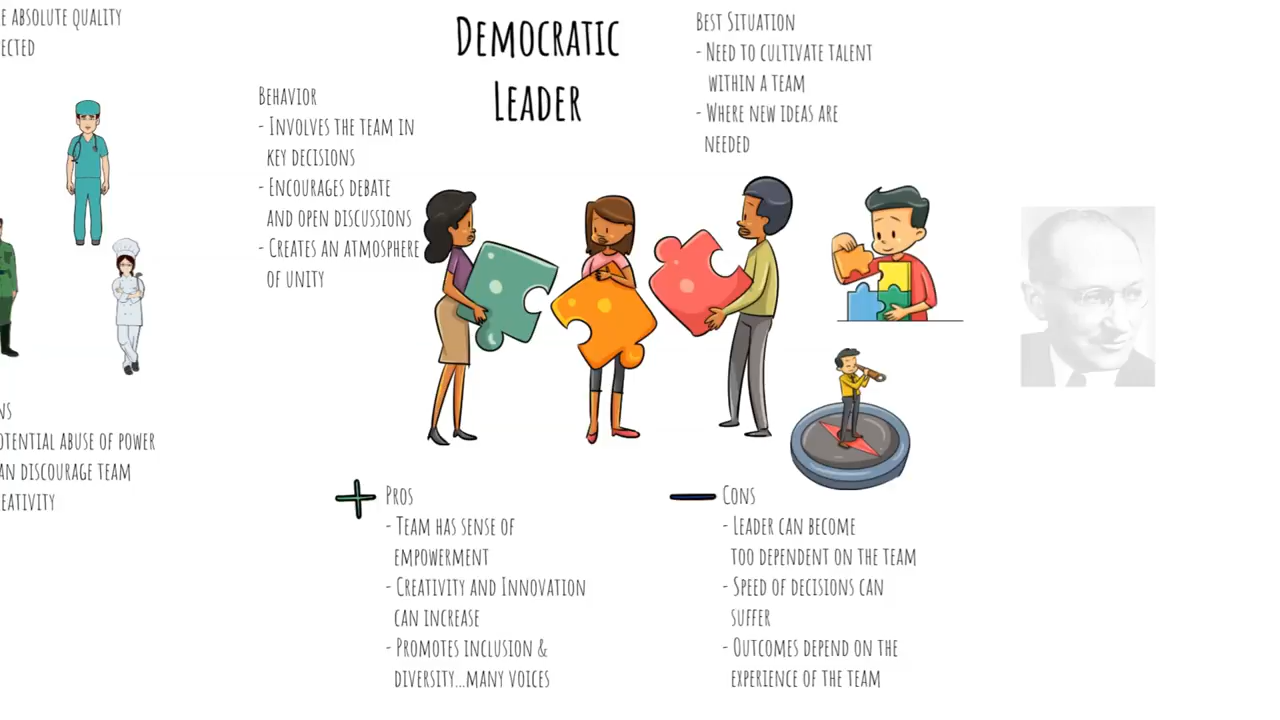 E ABSOLUTE QUALITY
ECTED
NS
OTENTIAL ABUSE OF POWER
AN DISCOURAGE TEAM
EATIVITY
DEMOCRATIC
LEADER
BEHAVIOR
- INVOLVES THE TEAM IN
KEY DECISIONS
- ENCOURAGES DEBATE
AND OPEN DISCUSSIONS
- CREATES AN ATMOSPHERE
OF UNITY
BEST SITUATION
- NEED TO CULTIVATE TALENT
WITHIN A TEAM
- WHERE NEW IDEAS ARE
NEEDED
PROS
- TEAM HAS SENSE OF
EMPOWERMENT
- CREATIVITY AND INNOVATION
CAN INCREASE
- PROMOTES INCLUSION &
DIVERSITY...MANY VOICES
CONS
- LEADER CAN BECOME
TOO DEPENDENT ON THE TEAM
- SPEED OF DECISIONS CAN
SUFFER
- OUTCOMES DEPEND ON THE
EXPERIENCE OF THE TEAM